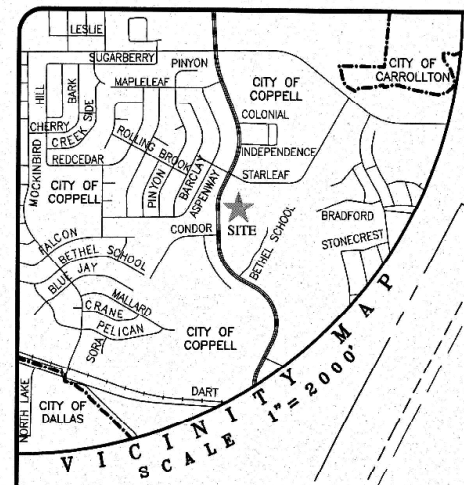 LESLIE
SUGARBERRY
PINYON
CITY OF
CARROLLTON
HILL
BARK
MAPLELEAF
CITY OF
COPPELL
COLONIAL
CHERRY
CREEK SIDE
ROLLING BROOK
INDEPENDENCE
REDCEDAR
STARLEAF
MOCKINBIRD
CITY OF
COPPELL
PINYON
BARCLAY
ASPENWAY
BRADFORD
SITE
STONECREST
FALCON
CONDOR
BETHEL SCHOOL
BETHEL SCHOOL
BLUE JAY
MALLARD
CRANE
PELICAN
CITY OF
COPPELL
SORA
DART
NORTH LAKE
CITY OF
DALLAS
VICINITY MAP
SCALE 1"= 2000'